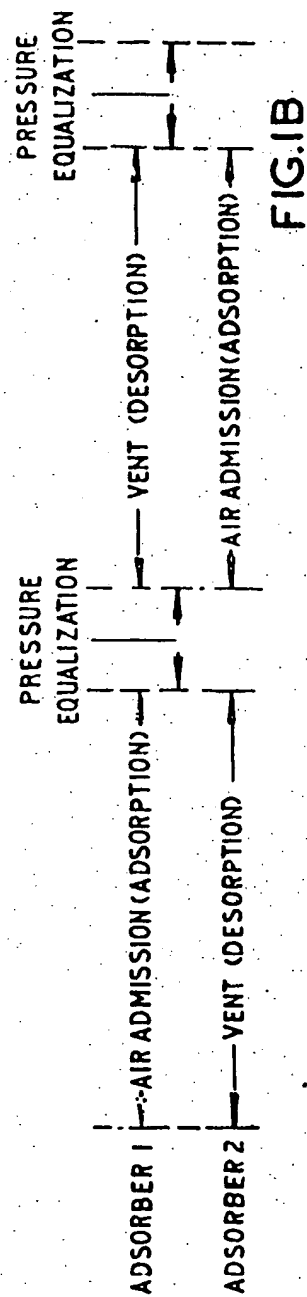 PRESSURE
EQUALIZATION
PRESSURE
EQUALIZATION
ADSORBER 1
AIR ADMISSION (ADSORPTION)
VENT (DESORPTION)
ADSORBER 2
VENT (DESORPTION)
AIR ADMISSION (ADSORPTION)
FIG.1B